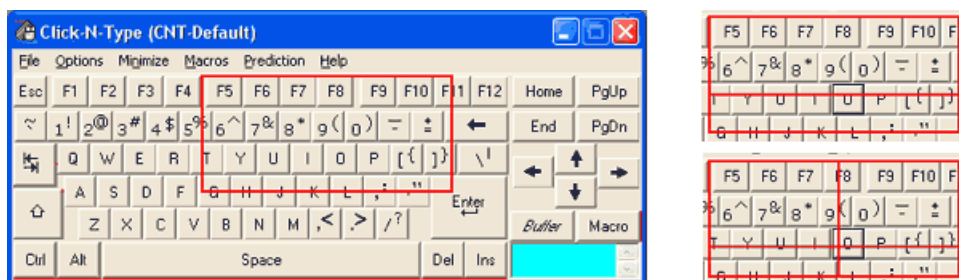 Click-N-Type (CNT-Default)
File Options Minimize Macros Prediction Help
Esc F1 F2 F3 F4 F5 F6 F7 F8 F9 F10 F11 F12 Home PgUp
~ 1! 2@ 3# 4$ 5% 6^ 7& 8* 9( 0) - ± End PgDn
Q W E R T Y U I O P [{ ]} \|
A S D F G H J K L ;: '"
Enter
Z X C V B N M ,< .> /? Buffer Macro
Ctrl Alt Space Del Ins
F5 F6 F7 F8 F9 F10 F
% 6^ 7& 8* 9( 0) - ±
T Y U I O P [{ ]}
G H J K L ;: '"
F5 F6 F7 F8 F9 F10 F
% 6^ 7& 8* 9( 0) - ±
T Y U I O P [{ ]}
G H J K L ;: '"